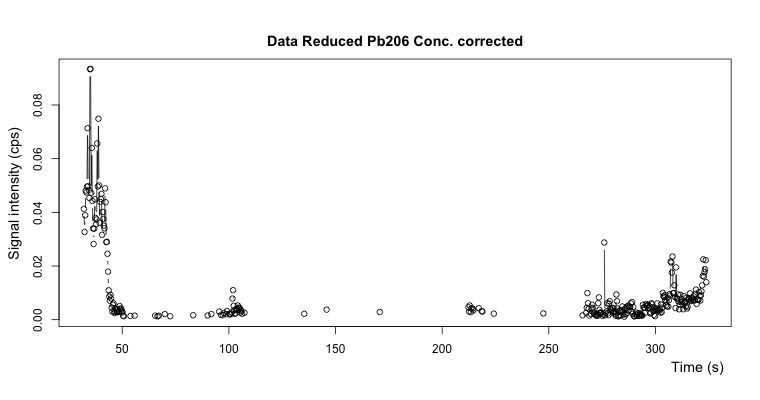 Data Reduced Pb206 Conc. corrected
Signal intensity (cps)
0.08
0.06
0.04
0.02
0.00
50 100 150 200 250 300
Time (s)